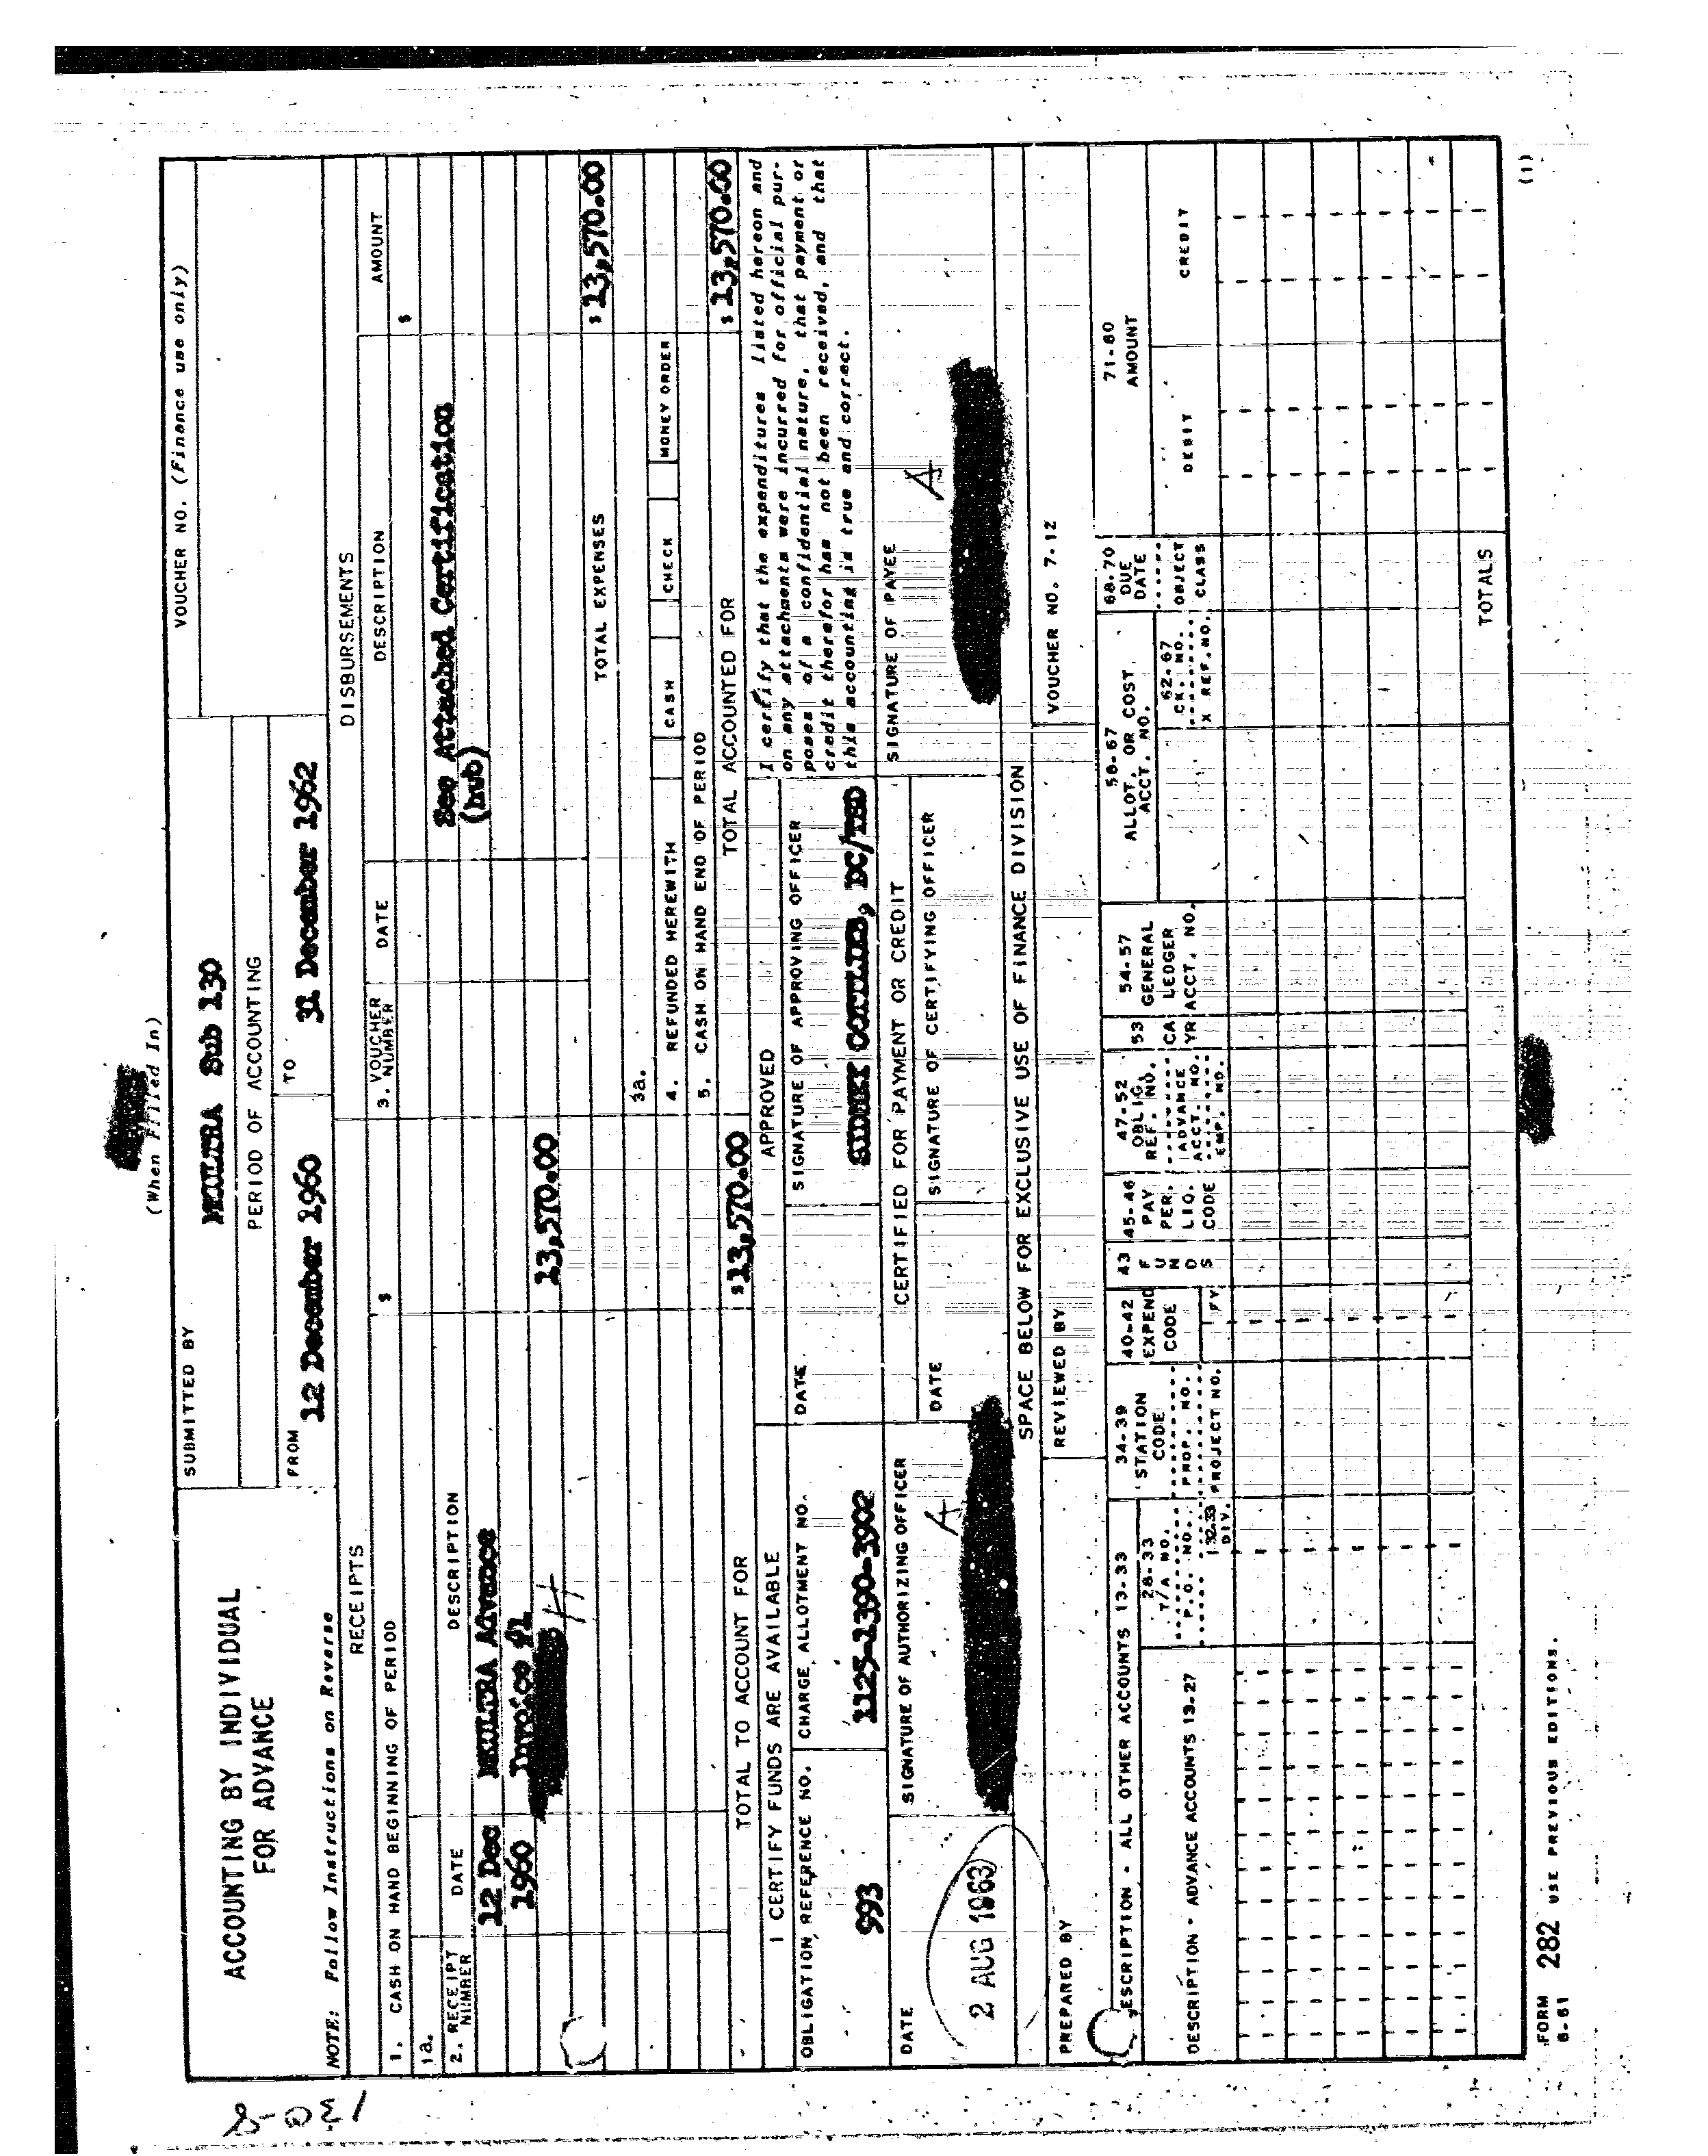 (When Filled In)
ACCOUNTING BY INDIVIDUAL
FOR ADVANCE
SUBMITTED BY
MKULTRA Sub 130
VOUCHER NO. (Finance use only)
PERIOD OF ACCOUNTING
FROM
12 December 1960
TO
31 December 1962
NOTE: Follow Instructions on Reverse
RECEIPTS
DISBURSEMENTS
1. CASH ON HAND BEGINNING OF PERIOD
$
3. VOUCHER NUMBER
DATE
DESCRIPTION
AMOUNT
1a.
$
2. RECEIPT NUMBER
DATE
DESCRIPTION
See Attached Certification
(hvb)
12 Dec
1960
MKULTRA Advance
Invoice #1
H
13,570.00
TOTAL EXPENSES
$ 13,570.00
3a.
4. REFUNDED HEREWITH
CASH
CHECK
MONEY ORDER
5. CASH ON HAND END OF PERIOD
TOTAL TO ACCOUNT FOR
$13,570.00
TOTAL ACCOUNTED FOR
$ 13,570.00
I CERTIFY FUNDS ARE AVAILABLE
APPROVED
I certify that the expenditures listed hereon and
on any attachments were incurred for official pur-
poses of a confidential nature, that payment or
credit therefor has not been received, and that
this accounting is true and correct.
OBLIGATION REFERENCE NO.
993
CHARGE ALLOTMENT NO.
1125-1390-3902
DATE
SIGNATURE OF APPROVING OFFICER
SIDNEY GOTTLIEB, DC/TSD
DATE
2 AUG 1963
SIGNATURE OF AUTHORIZING OFFICER
A
CERTIFIED FOR PAYMENT OR CREDIT
DATE
SIGNATURE OF CERTIFYING OFFICER
SIGNATURE OF PAYEE
A
SPACE BELOW FOR EXCLUSIVE USE OF FINANCE DIVISION
PREPARED BY
REVIEWED BY
VOUCHER NO. 7-12
ESCRIPTION - ALL OTHER ACCOUNTS 13-33
DESCRIPTION - ADVANCE ACCOUNTS 13-27
28-33
T/A NO.
P.O. NO.
32-33
DIV.
34-39
STATION
CODE
PROP. NO.
PROJECT NO.
40-42
EXPEND
CODE
FY
43
FUNDS
45-46
PAY
PER.
LIQ.
CODE
47-52
OBLIG.
REF. NO.
ADVANCE
ACCT. NO.
EMP. NO.
53
CA
YR
54-57
GENERAL
LEDGER
ACCT. NO.
58-67
ALLOT. OR COST
ACCT. NO.
62-67
CK. NO.
X REF. NO.
68-70
DUE
DATE
OBJECT
CLASS
71-80
AMOUNT
DEBIT
CREDIT
TOTALS
FORM 282 USE PREVIOUS EDITIONS.
6-61
(1)